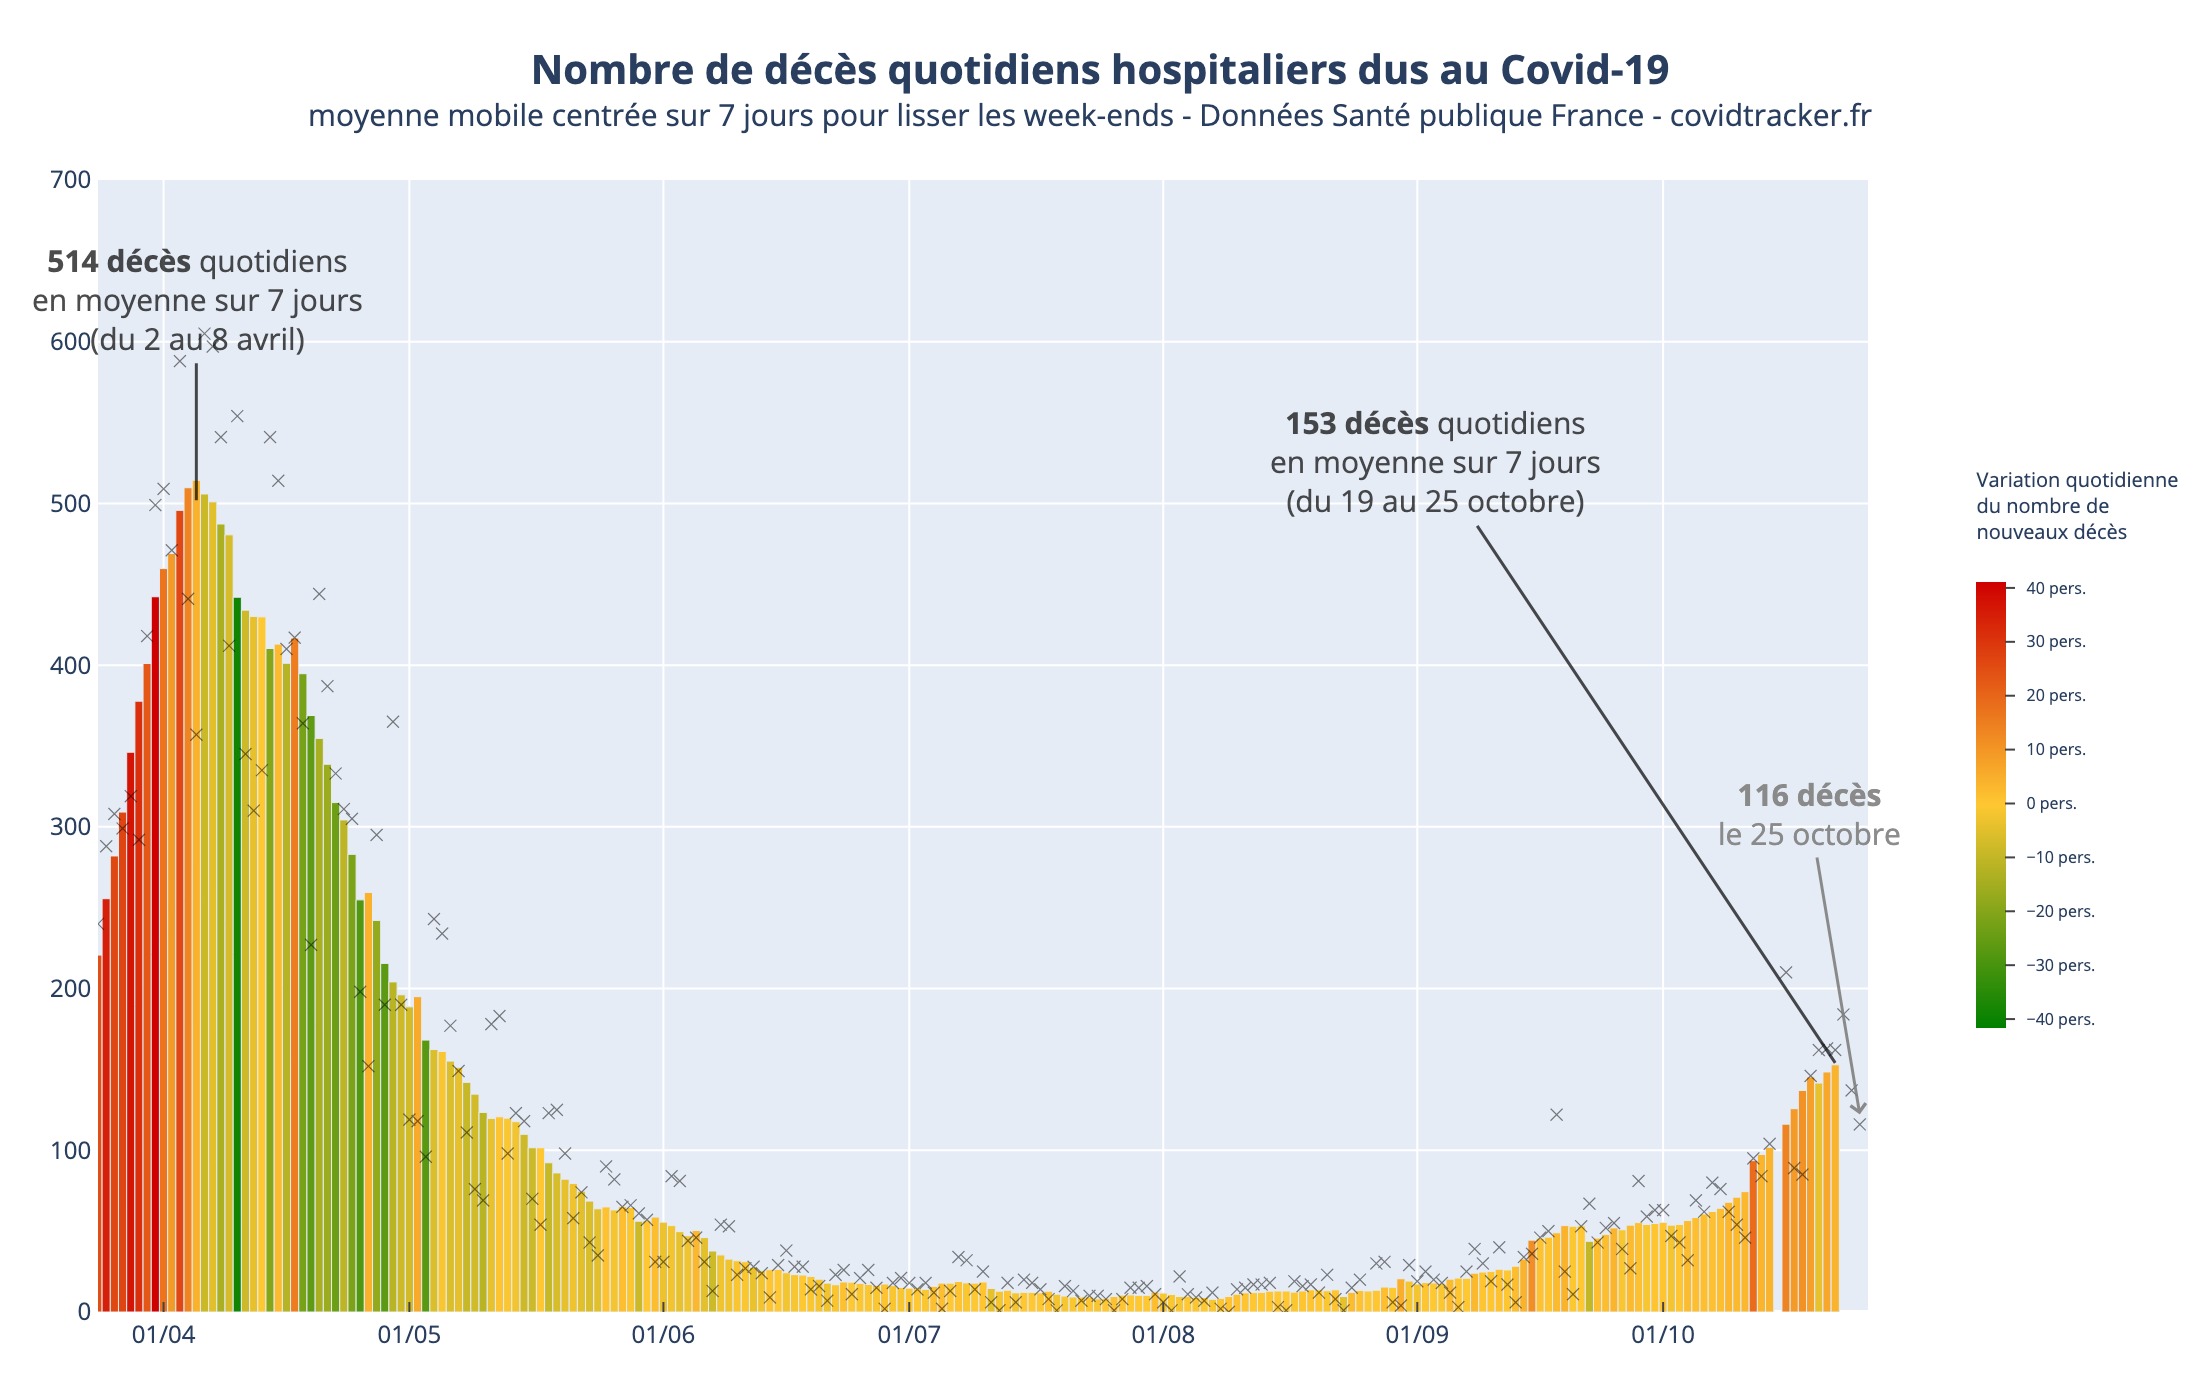 Nombre de décès quotidiens hospitaliers dus au Covid-19
moyenne mobile centrée sur 7 jours pour lisser les week-ends - Données Santé publique France - covidtracker.fr
700
600
500
400
300
200
100
0
514 décès quotidiens
en moyenne sur 7 jours
(du 2 au 8 avril)
153 décès quotidiens
en moyenne sur 7 jours
(du 19 au 25 octobre)
116 décès
le 25 octobre
01/04
01/05
01/06
01/07
01/08
01/09
01/10
Variation quotidienne
du nombre de
nouveaux décès
40 pers.
30 pers.
20 pers.
10 pers.
0 pers.
−10 pers.
−20 pers.
−30 pers.
−40 pers.